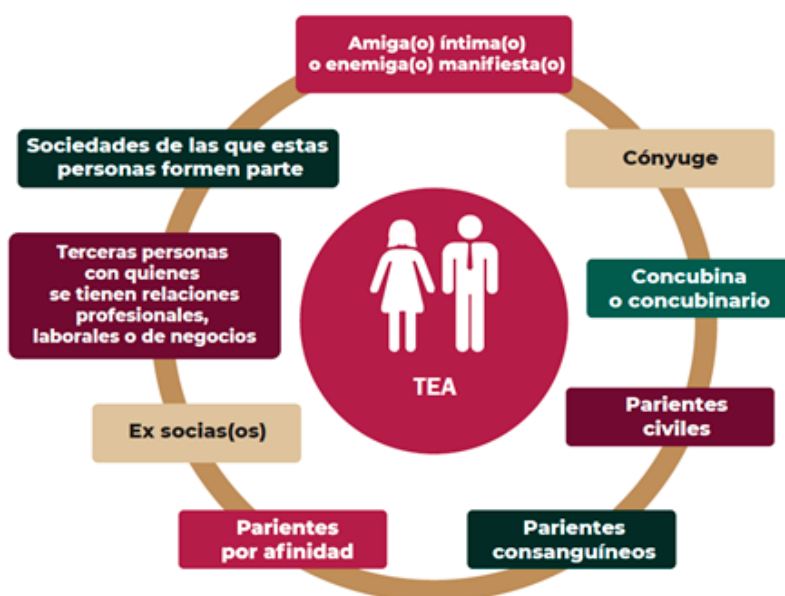 Amiga(o) íntima(o)
o enemiga(o) manifiesta(o)
Cónyuge
Concubina
o concubinario
Parientes
civiles
Parientes
consanguíneos
Parientes
por afinidad
Ex socias(os)
Terceras personas
con quienes
se tienen relaciones
profesionales,
laborales o de negocios
Sociedades de las que estas
personas formen parte
TEA